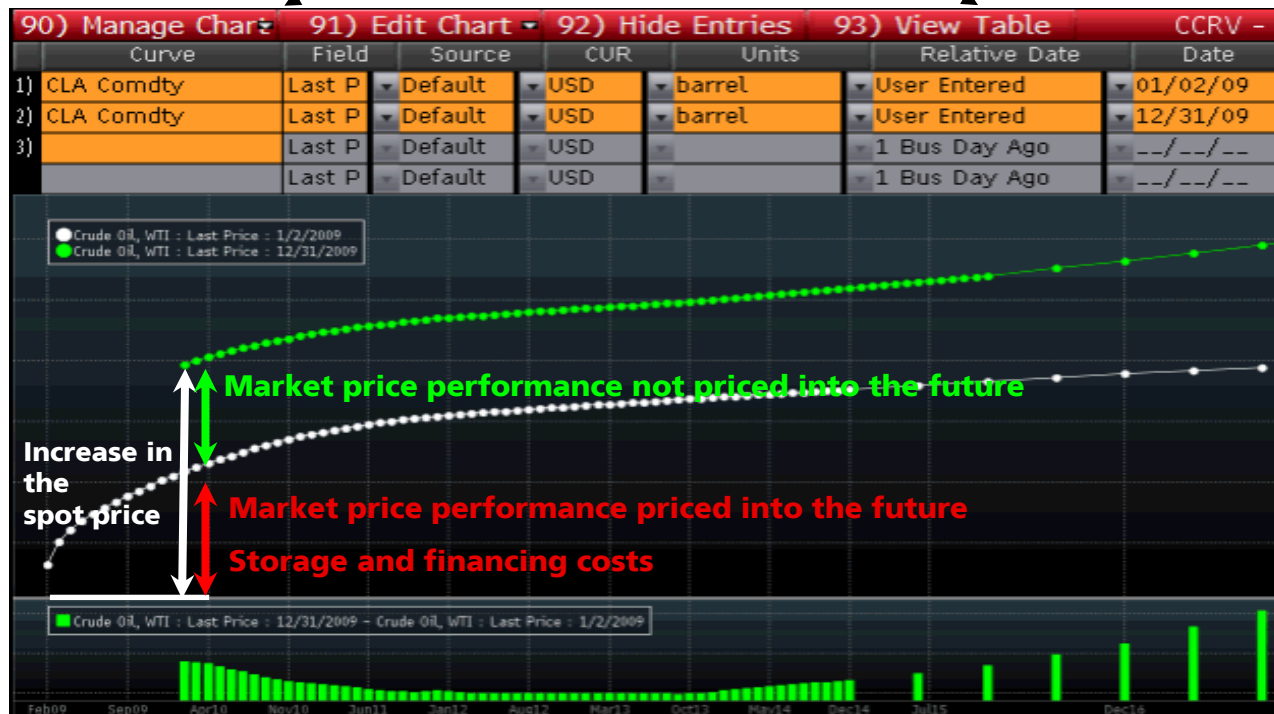 90) Manage Chart 91) Edit Chart 92) Hide Entries 93) View Table CCRV -
Curve Field Source CUR Units Relative Date Date
1) CLA Comdty Last P Default USD barrel User Entered 01/02/09
2) CLA Comdty Last P Default USD barrel User Entered 12/31/09
3) Last P Default USD 1 Bus Day Ago __/__/__
Last P Default USD 1 Bus Day Ago __/__/__
Crude Oil, WTI : Last Price : 1/2/2009
Crude Oil, WTI : Last Price : 12/31/2009
Market price performance not priced into the future
Increase in
the
spot price
Market price performance priced into the future
Storage and financing costs
Crude Oil, WTI : Last Price : 12/31/2009 - Crude Oil, WTI : Last Price : 1/2/2009
Feb09 Sep09 Apr10 Nov10 Jun11 Jan12 Aug12 Mar13 Oct13 May14 Dec14 Jul15 Dec16